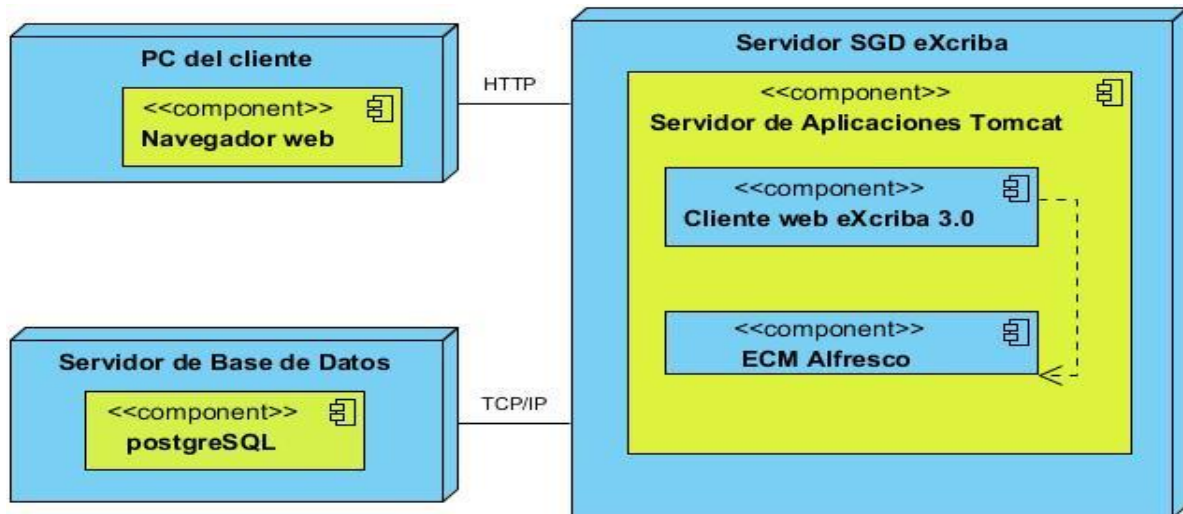 PC del cliente
<<component>>
Navegador web
HTTP
Servidor SGD eXcriba
<<component>>
Servidor de Aplicaciones Tomcat
<<component>>
Cliente web eXcriba 3.0
<<component>>
ECM Alfresco
Servidor de Base de Datos
<<component>>
postgreSQL
TCP/IP